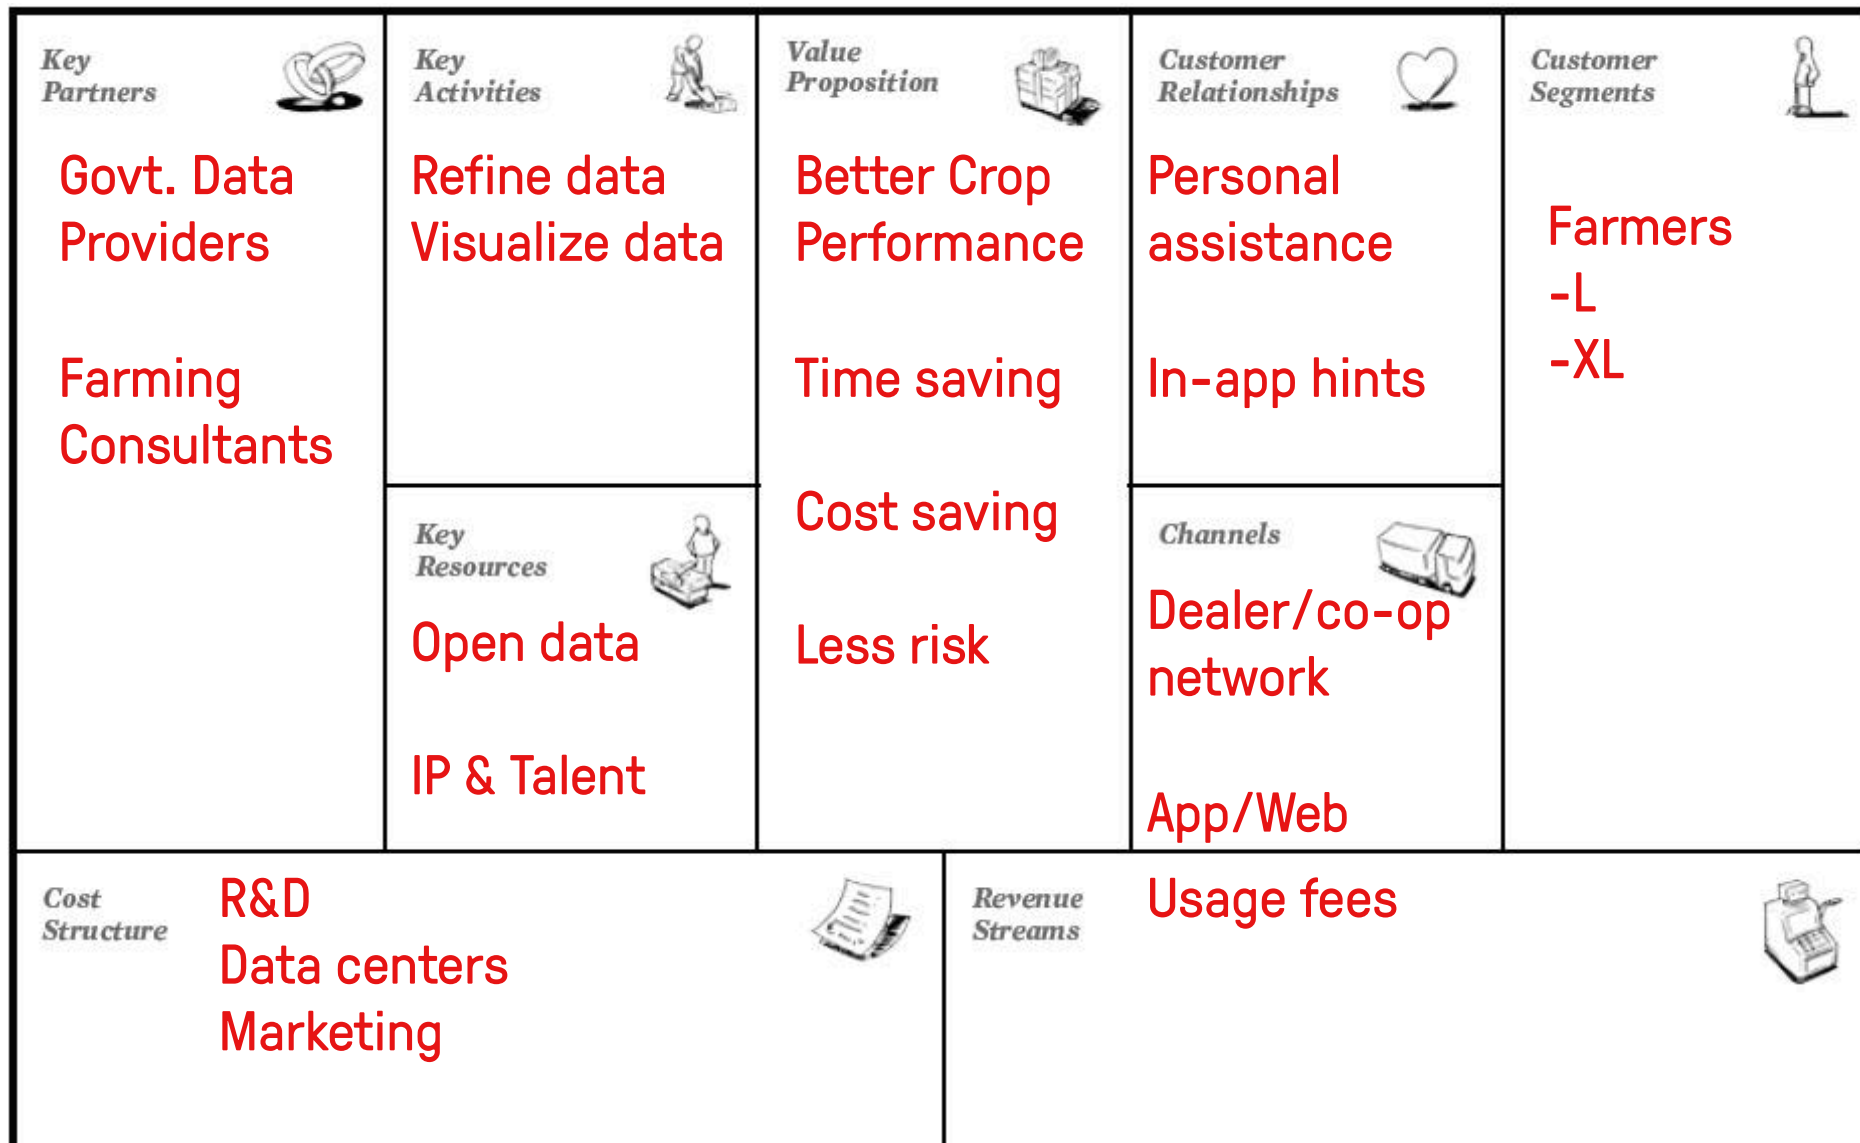 Key
Partners
Govt. Data
Providers
Farming
Consultants
Key
Activities
Refine data
Visualize data
Key
Resources
Open data
IP & Talent
Value
Proposition
Better Crop
Performance
Time saving
Cost saving
Less risk
Customer
Relationships
Personal
assistance
In-app hints
Channels
Dealer/co-op
network
App/Web
Customer
Segments
Farmers
-L
-XL
Cost
Structure
R&D
Data centers
Marketing
Revenue
Streams
Usage fees